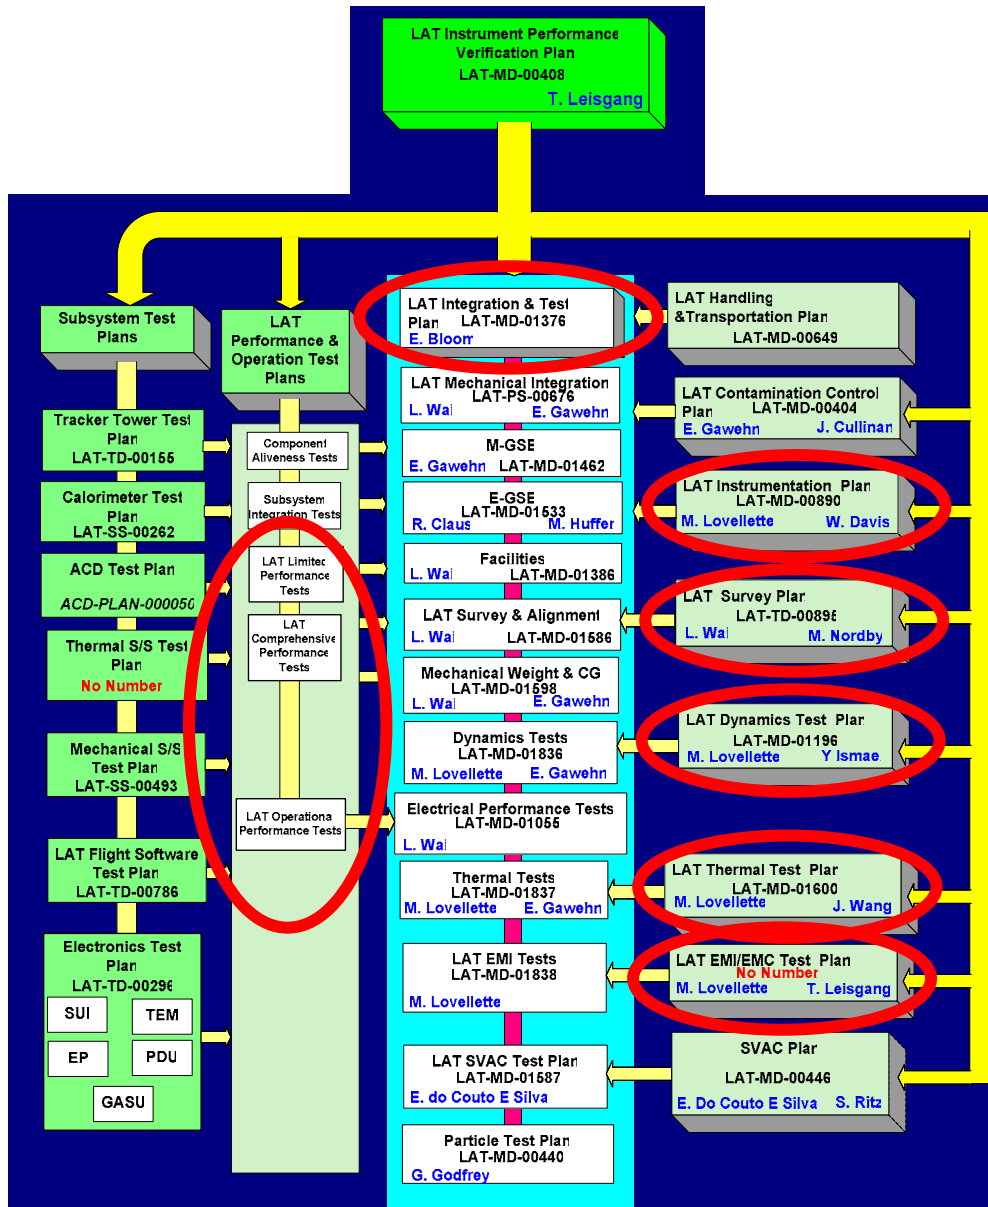 LAT Instrument Performance
Verification Plan
LAT-MD-00408
T. Leisgang
Subsystem Test
Plans
Tracker Tower Test
Plan
LAT-TD-00155
Calorimeter Test
Plan
LAT-SS-00262
ACD Test Plan
ACD-PLAN-000050
Thermal S/S Test
Plan
No Number
Mechanical S/S
Test Plan
LAT-SS-00493
LAT Flight Software
Test Plan
LAT-TD-00786
Electronics Test
Plan
LAT-TD-00296
SUI
TEM
EP
PDU
GASU
LAT
Performance &
Operation Test
Plans
Component
Aliveness Tests
Subsystem
Integration Tests
LAT Limited
Performance
Tests
LAT
Comprehensive
Performance
Tests
LAT Operationa
Performance Tests
LAT Integration & Test
Plan LAT-MD-01376
E. Bloom
LAT Mechanical Integration
LAT-PS-00676
L. Wai E. Gawehn
M-GSE
E. Gawehn LAT-MD-01462
E-GSE
LAT-MD-01533
R. Claus M. Huffer
Facilities
L. Wai LAT-MD-01386
LAT Survey & Alignment
L. Wai LAT-MD-01586
Mechanical Weight & CG
LAT-MD-01598
L. Wai E. Gawehn
Dynamics Tests
LAT-MD-01836
M. Lovellette E. Gawehn
Electrical Performance Tests
LAT-MD-01055
L. Wai
Thermal Tests
LAT-MD-01837
M. Lovellette E. Gawehn
LAT EMI Tests
LAT-MD-01838
M. Lovellette
LAT SVAC Test Plan
LAT-MD-01587
E. do Couto E Silva
Particle Test Plan
LAT-MD-00440
G. Godfrey
LAT Handling
&Transportation Plan
LAT-MD-00649
LAT Contamination Control
Plan LAT-MD-00404
E. Gawehn J. Cullinan
LAT Instrumentation Plan
LAT-MD-00890
M. Lovellette W. Davis
LAT Survey Plan
LAT-TD-00895
L. Wai M. Nordby
LAT Dynamics Test Plan
LAT-MD-01196
M. Lovellette Y Ismae
LAT Thermal Test Plan
LAT-MD-01600
M. Lovellette J. Wang
LAT EMI/EMC Test Plan
No Number
M. Lovellette T. Leisgang
SVAC Plan
LAT-MD-00446
E. Do Couto E Silva S. Ritz